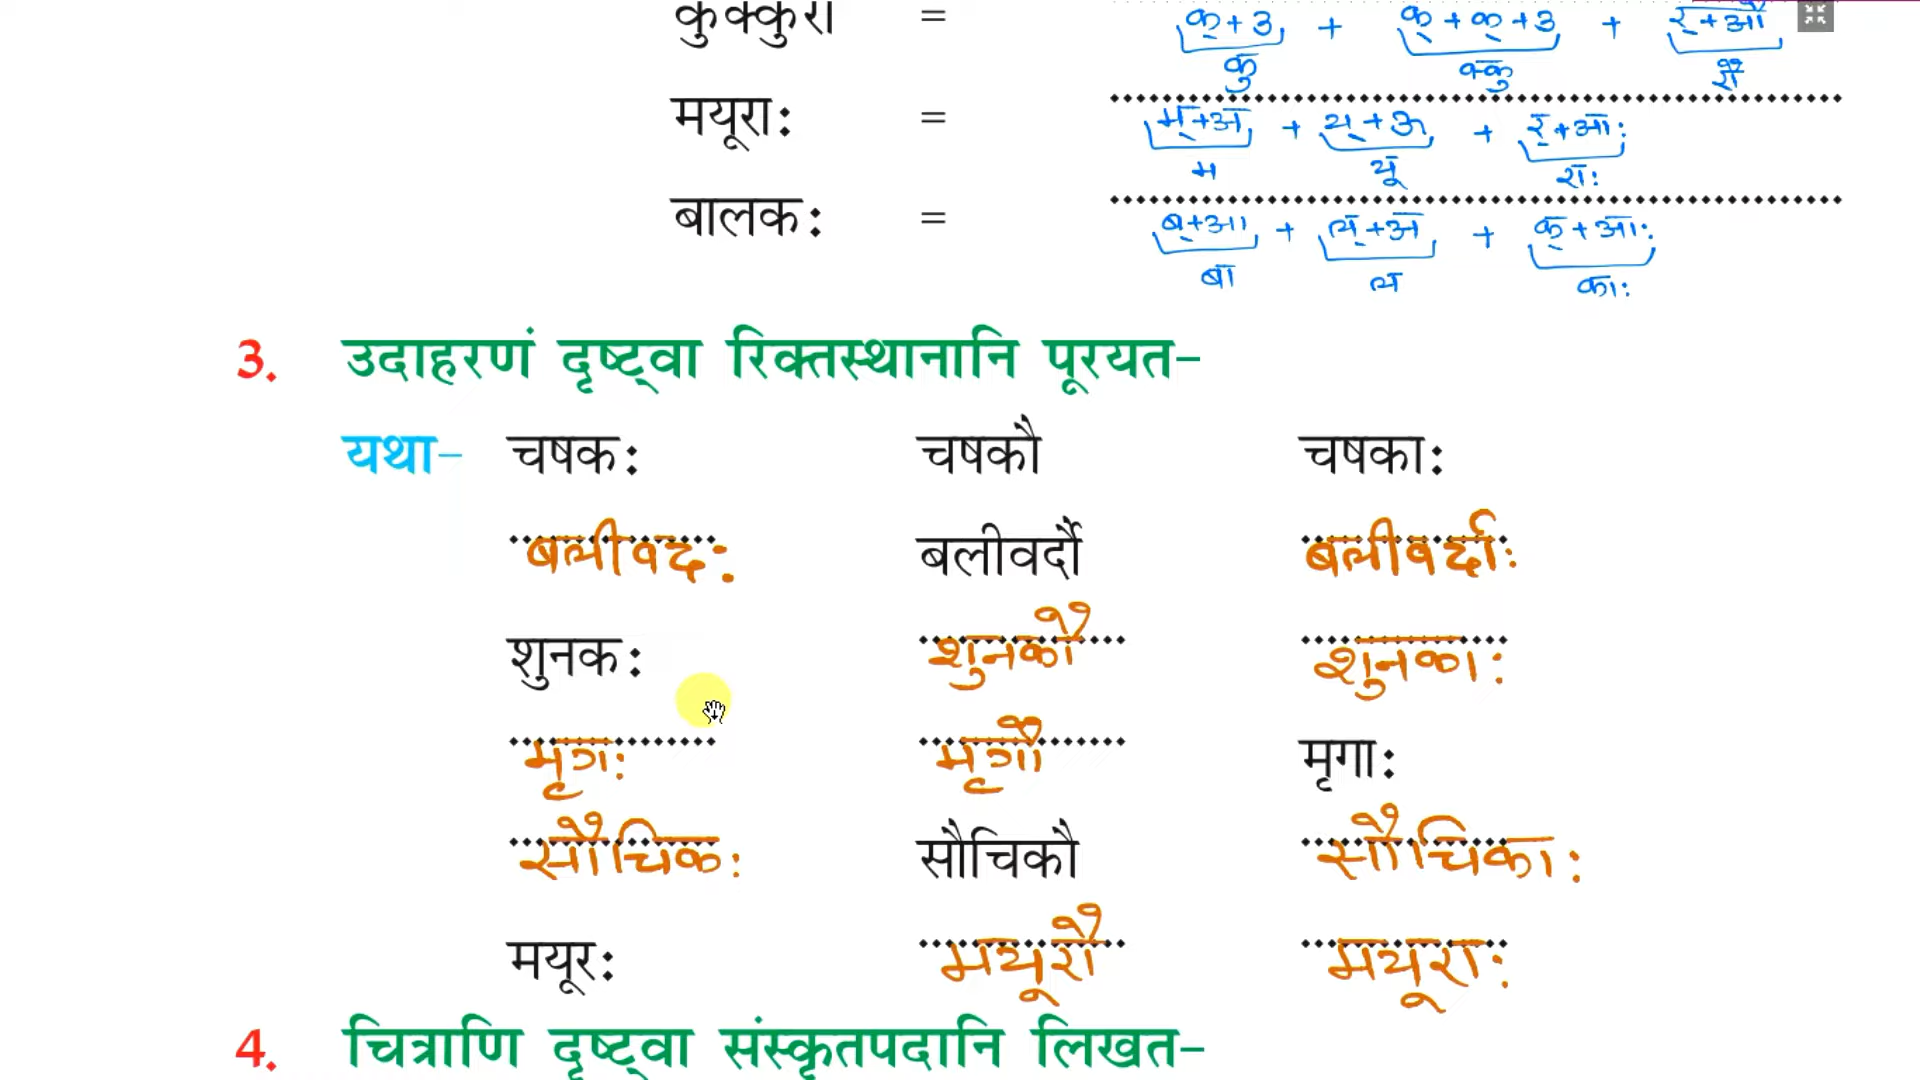 कुक्कुरौ = क्+उ + क्+क्+उ + र्+औ
कु क्कु रौ
मयूराः = म्+अ + य्+ऊ + र्+आः
म यू राः
बालकः = ब्+आ + ल्+अ + क्+आः
बा ल काः
3. उदाहरणं दृष्ट्वा रिक्तस्थानानि पूरयत-
यथा- चषकः चषकौ चषकाः
बलीवदः बलीवर्दौ बलीवर्दाः
शुनकः शुनकौ शुनकाः
मृगः मृगौ मृगाः
सौचिकः सौचिकौ सौचिकाः
मयूरः मयूरौ मयूराः
4. चित्राणि दृष्ट्वा संस्कृतपदानि लिखत-